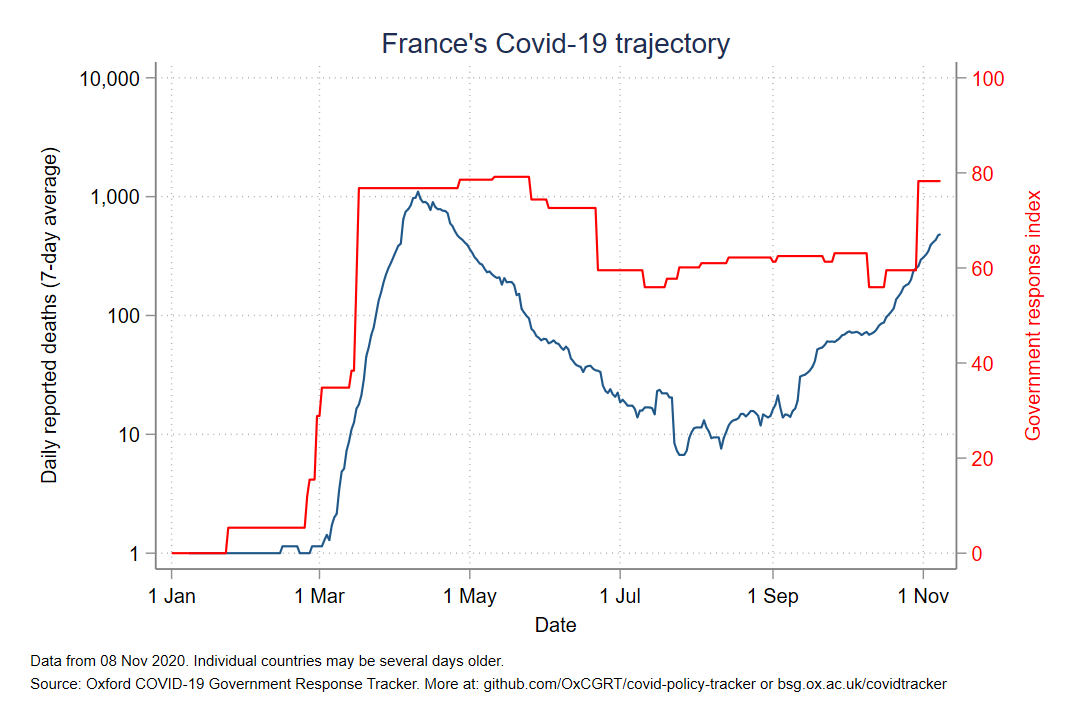 France's Covid-19 trajectory
10,000
1,000
100
10
1
Daily reported deaths (7-day average)
100
80
60
40
20
0
Government response index
1 Jan
1 Mar
1 May
1 Jul
1 Sep
1 Nov
Date
Data from 08 Nov 2020. Individual countries may be several days older.
Source: Oxford COVID-19 Government Response Tracker. More at: github.com/OxCGRT/covid-policy-tracker or bsg.ox.ac.uk/covidtracker